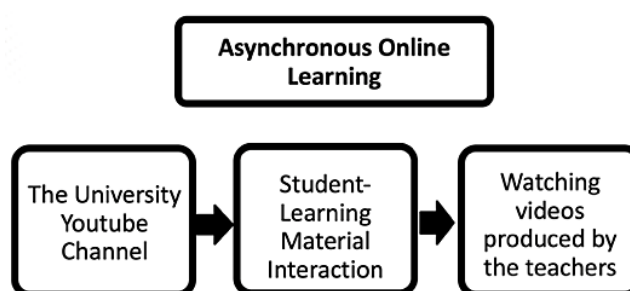 Asynchronous Online
Learning
The University
Youtube
Channel
Student-
Learning
Material
Interaction
Watching
videos
produced by
the teachers